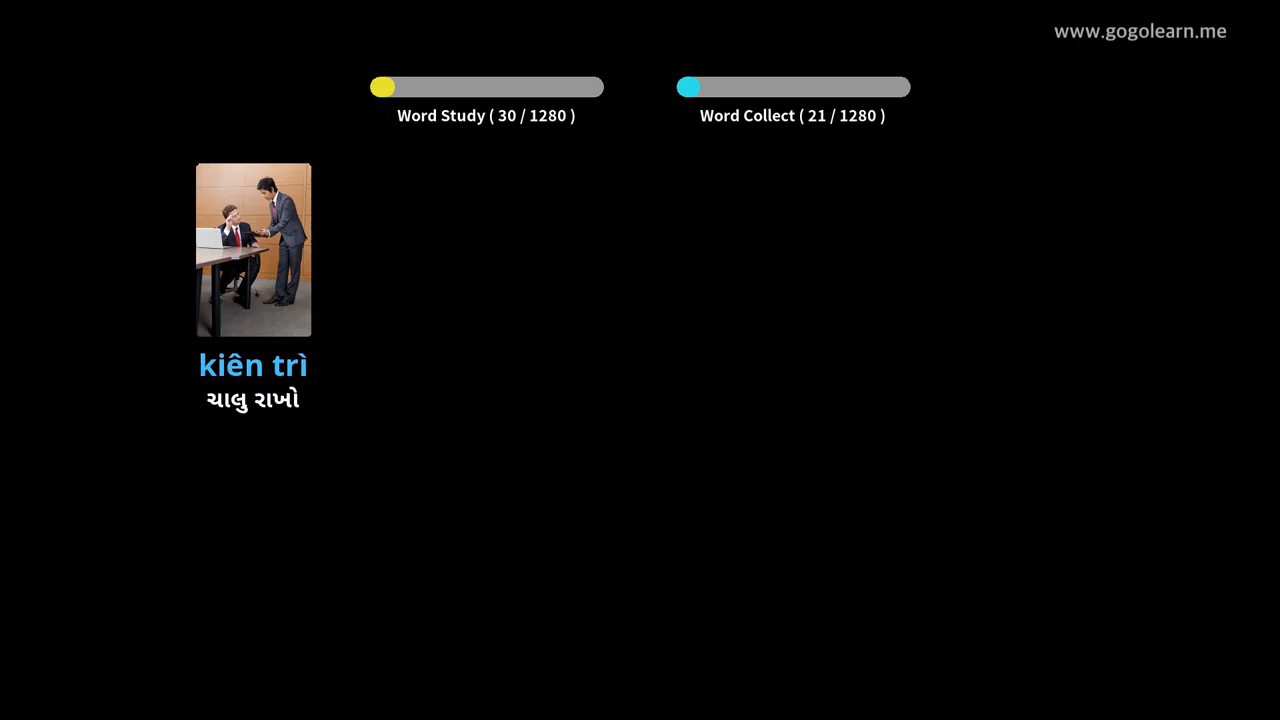 www.gogolearn.me
Word Study ( 30 / 1280 )
Word Collect ( 21 / 1280 )
kiên trì
ચાલુ રાખો